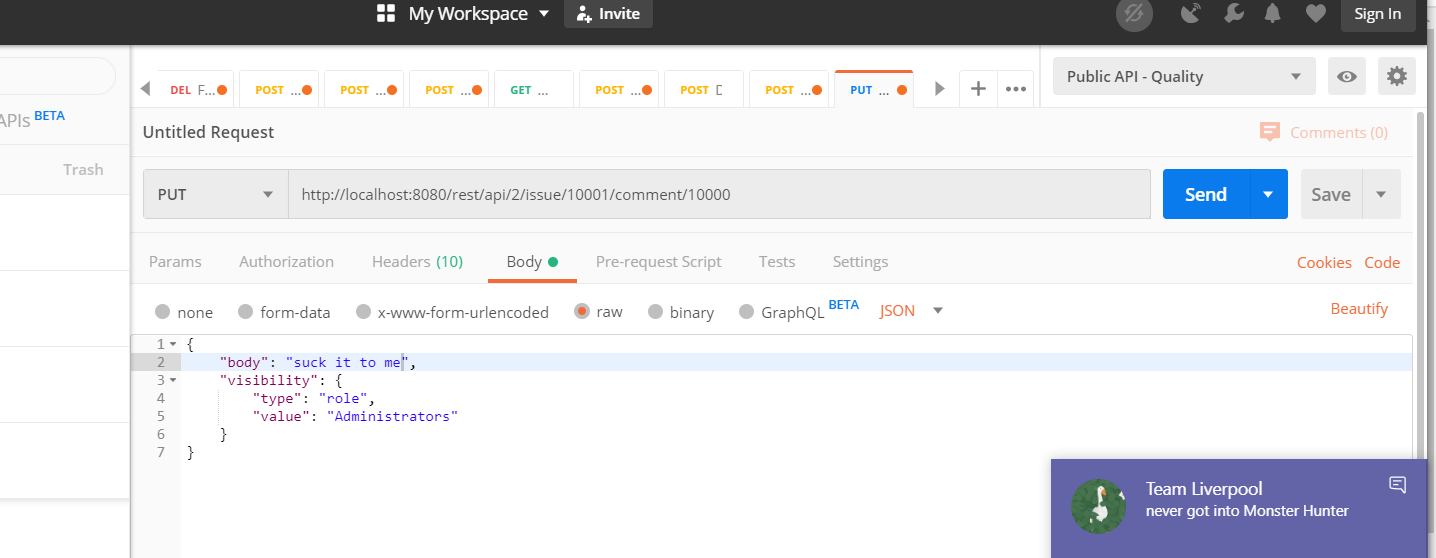 My Workspace Invite Sign In
DEL F... POST ... POST ... POST ... GET ... POST ... POST POST ... PUT ... Public API - Quality
APIs BETA
Untitled Request Comments (0)
Trash
PUT http://localhost:8080/rest/api/2/issue/10001/comment/10000 Send Save
Params Authorization Headers (10) Body Pre-request Script Tests Settings Cookies Code
none form-data x-www-form-urlencoded raw binary GraphQL BETA JSON Beautify
1 {
2 "body": "suck it to me",
3 "visibility": {
4 "type": "role",
5 "value": "Administrators"
6 }
7 }
Team Liverpool
never got into Monster Hunter